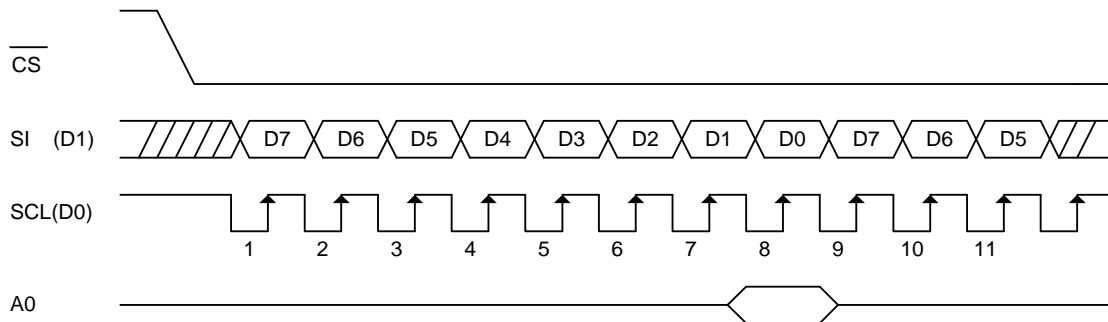 CS
SI (D1) D7 D6 D5 D4 D3 D2 D1 D0 D7 D6 D5
SCL(D0)
1 2 3 4 5 6 7 8 9 10 11
A0